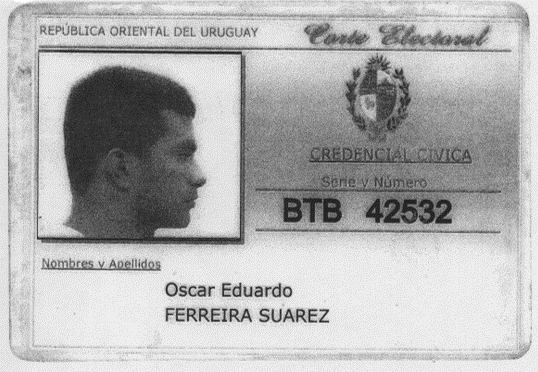 REPÚBLICA ORIENTAL DEL URUGUAY
Corte Electoral
CREDENCIAL CIVICA
Serie y Número
BTB 42532
Nombres y Apellidos
Oscar Eduardo
FERREIRA SUAREZ